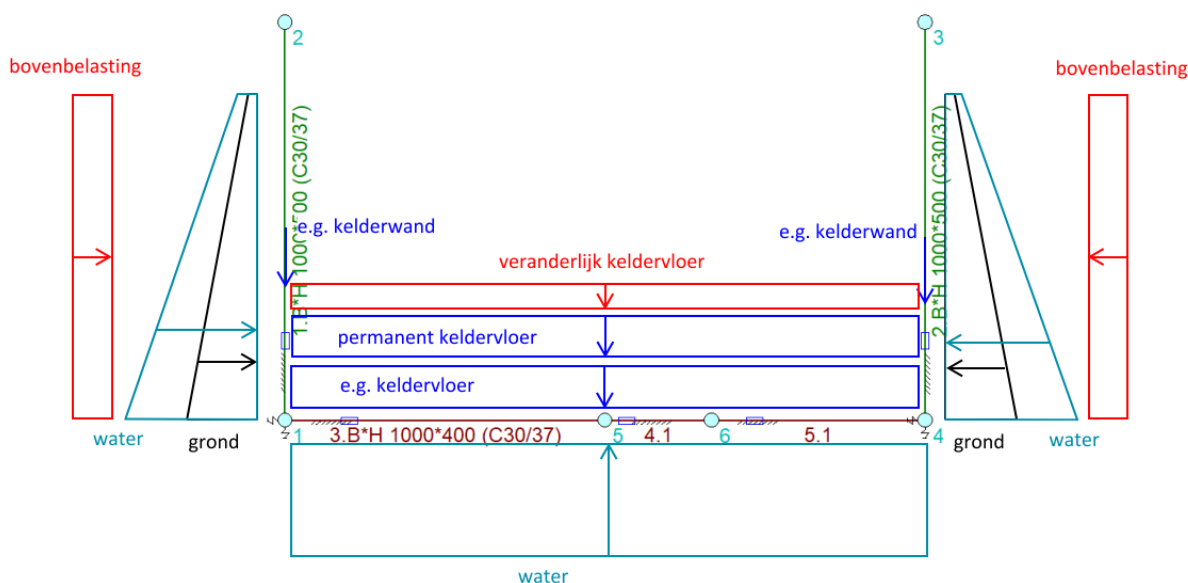 2
3
bovenbelasting
bovenbelasting
1.B*H 1000*500 (C30/37)
2.B*H 1000*500 (C30/37)
e.g. kelderwand
e.g. kelderwand
veranderlijk keldervloer
permanent keldervloer
e.g. keldervloer
1
3.B*H 1000*400 (C30/37)
5
4.1
6
5.1
4
water
grond
grond
water
water